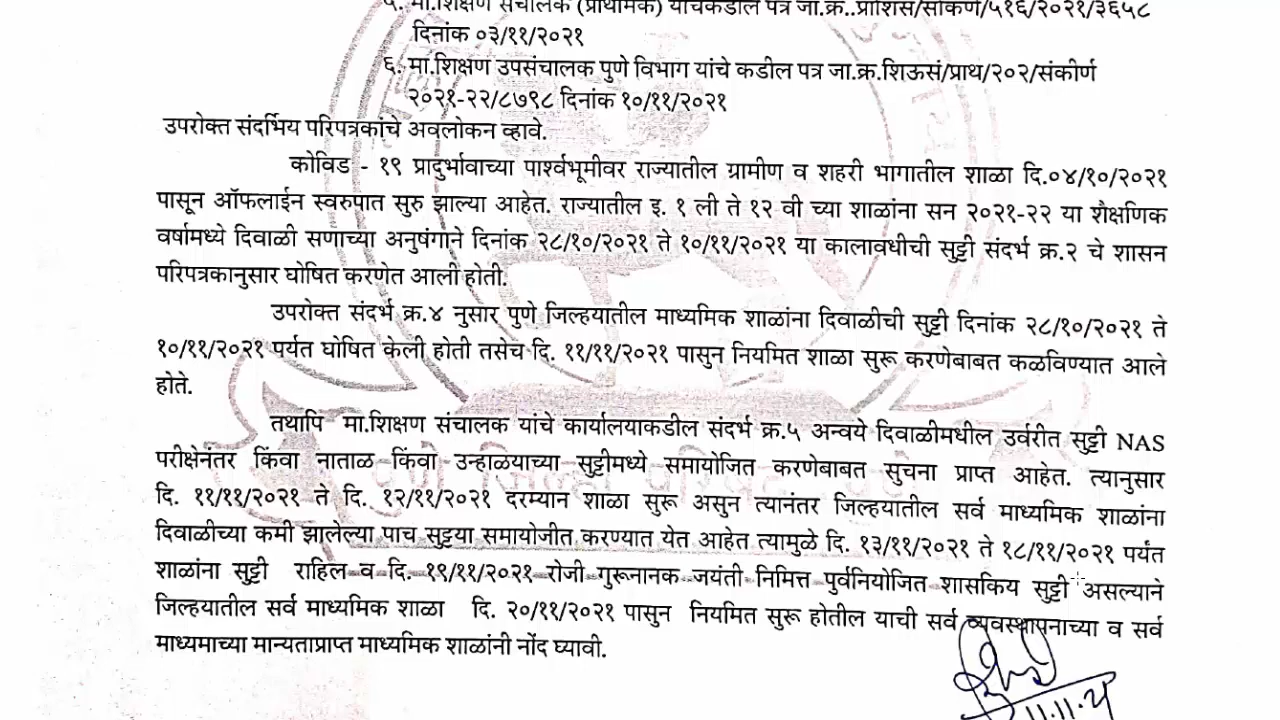 ५. मा.शिक्षण संचालक (प्राथमिक) यांचेकडील पत्र जा.क्र..प्राशिसं/संकिर्ण/५१६/२०२१/३६५८
दिनांक ०३/११/२०२१
६. मा.शिक्षण उपसंचालक पुणे विभाग यांचे कडील पत्र जा.क्र.शिऊसं/प्राथ/२०२/संकीर्ण
२०२१-२२/८७९८ दिनांक १०/११/२०२१
उपरोक्त संदर्भिय परिपत्रकांचे अवलोकन व्हावे.
कोविड - १९ प्रादुर्भावाच्या पार्श्वभूमीवर राज्यातील ग्रामीण व शहरी भागातील शाळा दि.०४/१०/२०२१
पासून ऑफलाईन स्वरुपात सुरु झाल्या आहेत. राज्यातील इ. १ ली ते १२ वी च्या शाळांना सन २०२१-२२ या शैक्षणिक
वर्षामध्ये दिवाळी सणाच्या अनुषंगाने दिनांक २८/१०/२०२१ ते १०/११/२०२१ या कालावधीची सुट्टी संदर्भ क्र.२ चे शासन
परिपत्रकानुसार घोषित करणेत आली होती.
उपरोक्त संदर्भ क्र.४ नुसार पुणे जिल्हयातील माध्यमिक शाळांना दिवाळीची सुट्टी दिनांक २८/१०/२०२१ ते
१०/११/२०२१ पर्यत घोषित केली होती तसेच दि. ११/११/२०२१ पासुन नियमित शाळा सुरू करणेबाबत कळविण्यात आले
होते.
तथापि मा.शिक्षण संचालक यांचे कार्यालयाकडील संदर्भ क्र.५ अन्वये दिवाळीमधील उर्वरीत सुट्टी NAS
परीक्षेनंतर किंवा नाताळ किंवो उन्हाळयाच्या सुट्टीमध्ये समायोजित करणेबाबत सुचना प्राप्त आहेत. त्यानुसार
दि. ११/११/२०२१ ते दि. १२/११/२०२१ दरम्यान शाळा सुरू असुन त्यानंतर जिल्हयातील सर्व माध्यमिक शाळांना
दिवाळीच्या कमी झालेल्या पाच सुट्टया समायोजीत करण्यात येत आहेत त्यामुळे दि. १३/११/२०२१ ते १८/११/२०२१ पर्यंत
शाळांना सुट्टी राहिल व दि. १९/११/२०२१ रोजी गुरूनानक जयंती निमित्त पुर्वनियोजित शासकिय सुट्टी असल्याने
जिल्हयातील सर्व माध्यमिक शाळा दि. २०/११/२०२१ पासुन नियमित सुरू होतील याची सर्व व्यवस्थापनाच्या व सर्व
माध्यमाच्या मान्यताप्राप्त माध्यमिक शाळांनी नोंद घ्यावी.
11.11.21